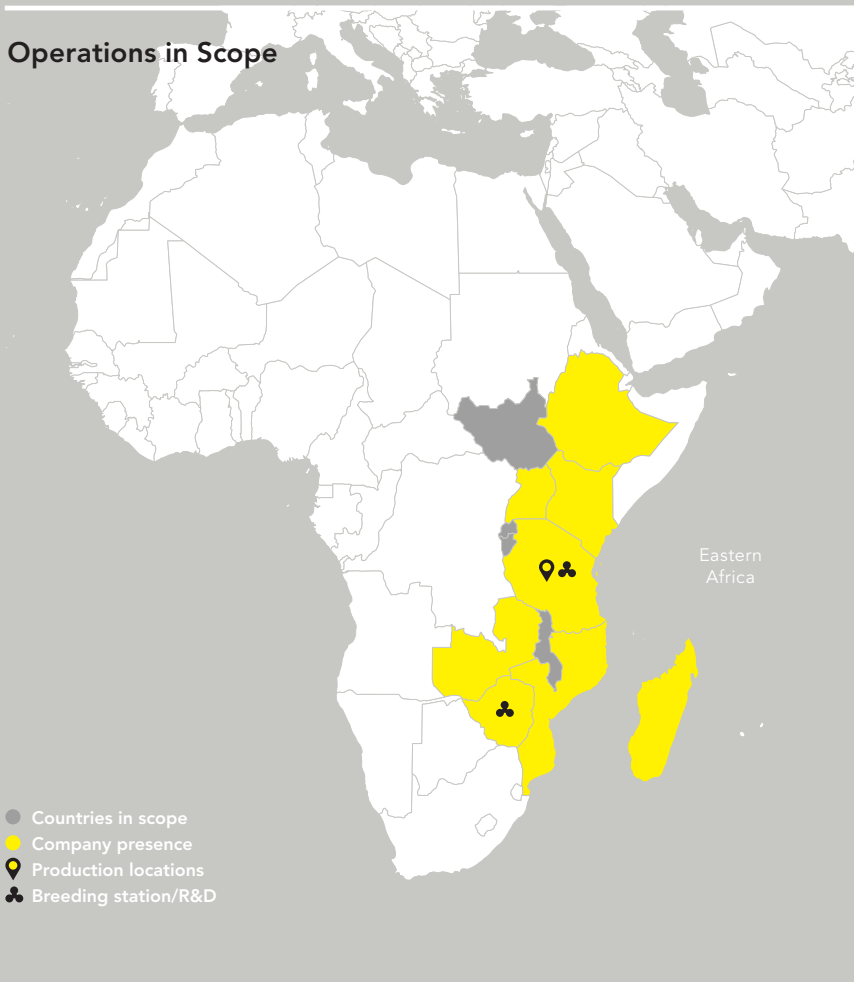 Operations in Scope
Eastern
Africa
Countries in scope
Company presence
Production locations
Breeding station/R&D